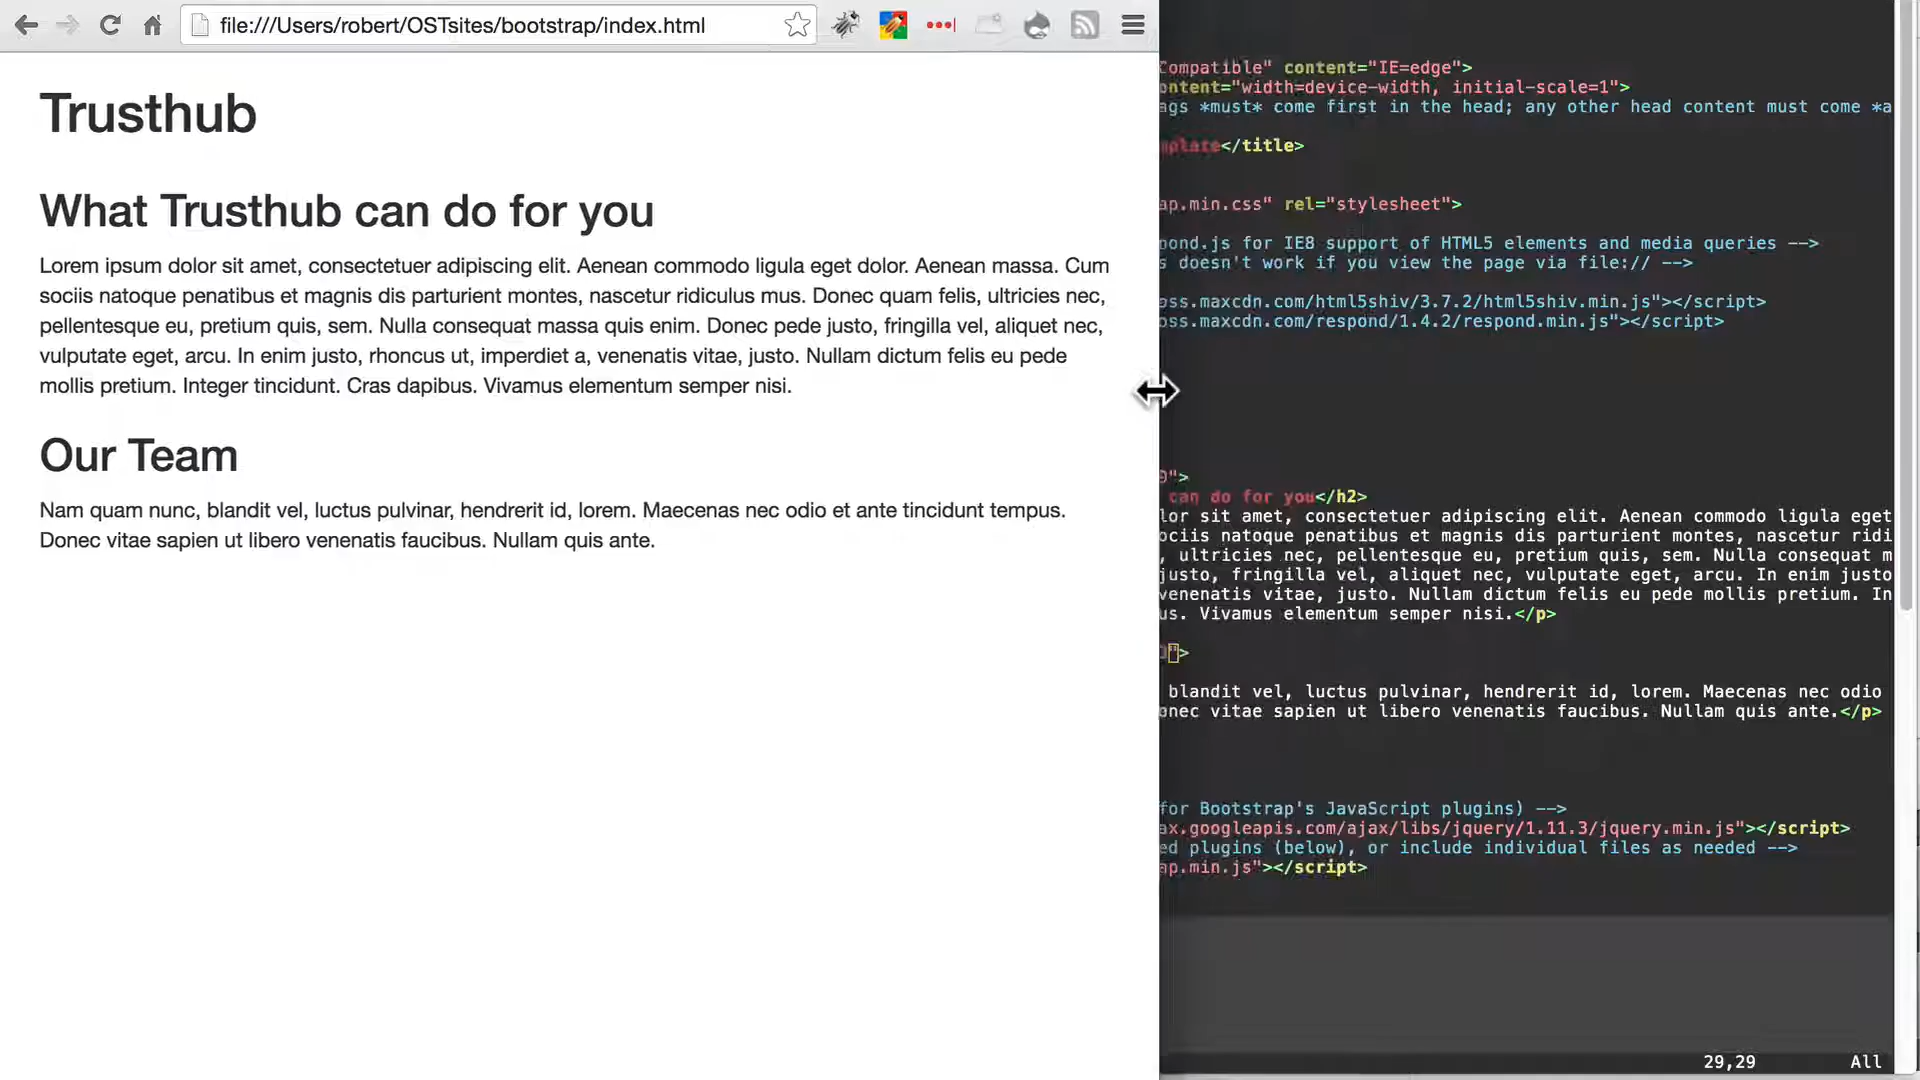 file:///Users/robert/OSTsites/bootstrap/index.html
Trusthub
What Trusthub can do for you
Lorem ipsum dolor sit amet, consectetuer adipiscing elit. Aenean commodo ligula eget dolor. Aenean massa. Cum
sociis natoque penatibus et magnis dis parturient montes, nascetur ridiculus mus. Donec quam felis, ultricies nec,
pellentesque eu, pretium quis, sem. Nulla consequat massa quis enim. Donec pede justo, fringilla vel, aliquet nec,
vulputate eget, arcu. In enim justo, rhoncus ut, imperdiet a, venenatis vitae, justo. Nullam dictum felis eu pede
mollis pretium. Integer tincidunt. Cras dapibus. Vivamus elementum semper nisi.
Our Team
Nam quam nunc, blandit vel, luctus pulvinar, hendrerit id, lorem. Maecenas nec odio et ante tincidunt tempus.
Donec vitae sapien ut libero venenatis faucibus. Nullam quis ante.
Compatible" content="IE=edge">
ontent="width=device-width, initial-scale=1">
ags *must* come first in the head; any other head content must come *a
mplate</title>
ap.min.css" rel="stylesheet">
pond.js for IE8 support of HTML5 elements and media queries -->
s doesn't work if you view the page via file:// -->
oss.maxcdn.com/html5shiv/3.7.2/html5shiv.min.js"></script>
oss.maxcdn.com/respond/1.4.2/respond.min.js"></script>
">
can do for you</h2>
lor sit amet, consectetuer adipiscing elit. Aenean commodo ligula eget
ociis natoque penatibus et magnis dis parturient montes, nascetur ridi
, ultricies nec, pellentesque eu, pretium quis, sem. Nulla consequat m
justo, fringilla vel, aliquet nec, vulputate eget, arcu. In enim justo
venenatis vitae, justo. Nullam dictum felis eu pede mollis pretium. In
us. Vivamus elementum semper nisi.</p>
">
blandit vel, luctus pulvinar, hendrerit id, lorem. Maecenas nec odio
onec vitae sapien ut libero venenatis faucibus. Nullam quis ante.</p>
for Bootstrap's JavaScript plugins) -->
ax.googleapis.com/ajax/libs/jquery/1.11.3/jquery.min.js"></script>
ed plugins (below), or include individual files as needed -->
ap.min.js"></script>
29,29 All